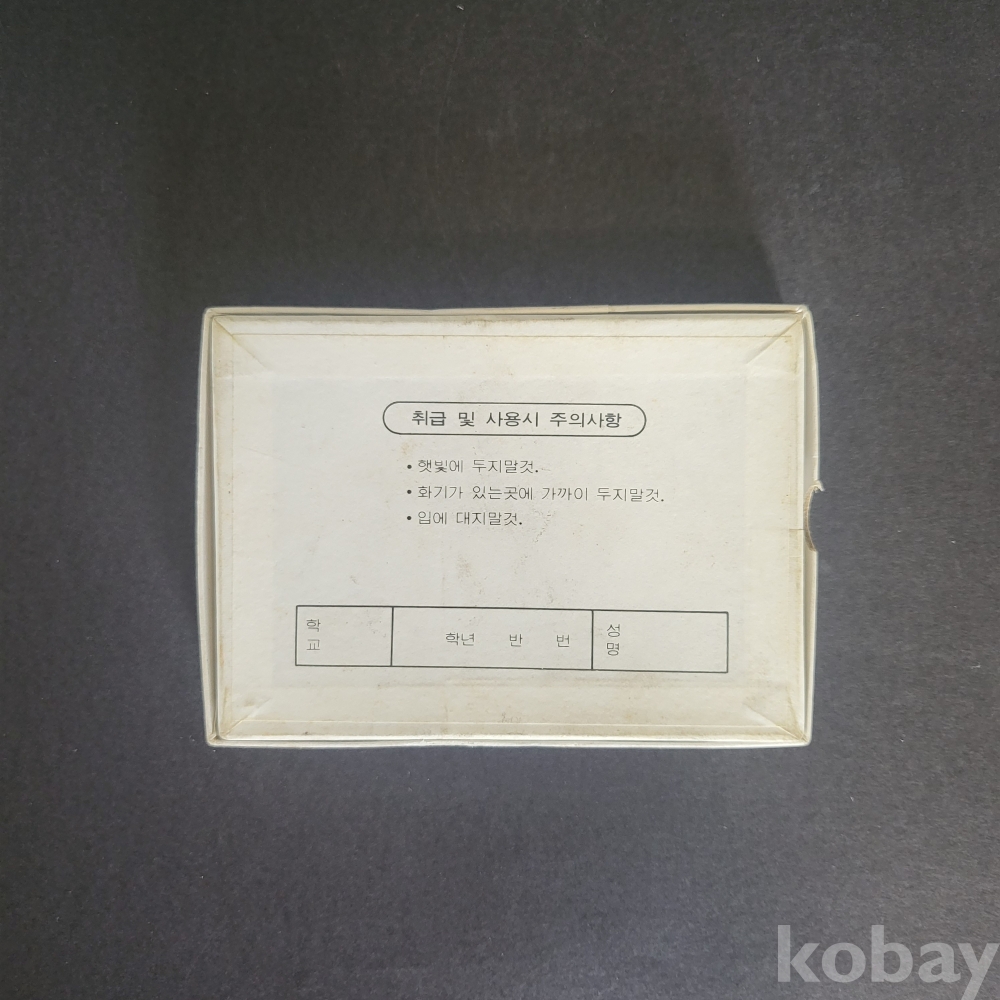 취급 및 사용시 주의사항
• 햇빛에 두지말것.
• 화기가 있는곳에 가까이 두지말것.
• 입에 대지말것.
학교
학년 반 번
성명
kobay